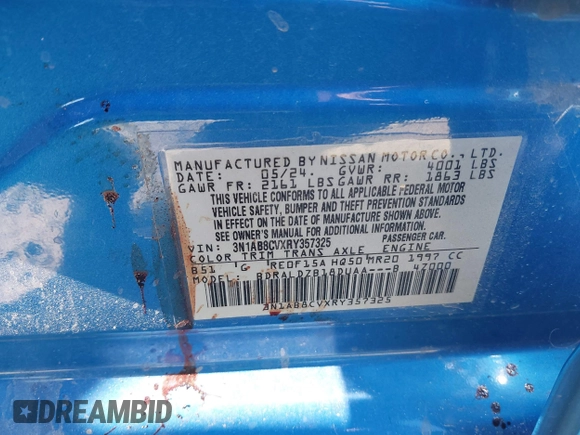 MANUFACTURED BY NISSAN MOTOR CO., LTD.
DATE: 05/24. GVWR: 4001 LBS
GAWR FR: 2161 LBS GAWR RR: 1863 LBS
THIS VEHICLE CONFORMS TO ALL APPLICABLE FEDERAL MOTOR
VEHICLE SAFETY, BUMPER AND THEFT PREVENTION STANDARDS
IN EFFECT ON THE DATE OF MANUFACTURE SHOWN ABOVE.
SEE OWNER'S MANUAL FOR ADDITIONAL INFORMATION.
VIN: 3N1AB8CVXRY357325 PASSENGER CAR
COLOR TRIM TRANS AXLE ENGINE
B51 G RE0F15A HQ50 MR20 1997 CC
MODEL: BDRALDZB18DUAA---B 47000
3N1AB8CVXRY357325
DREAMBID